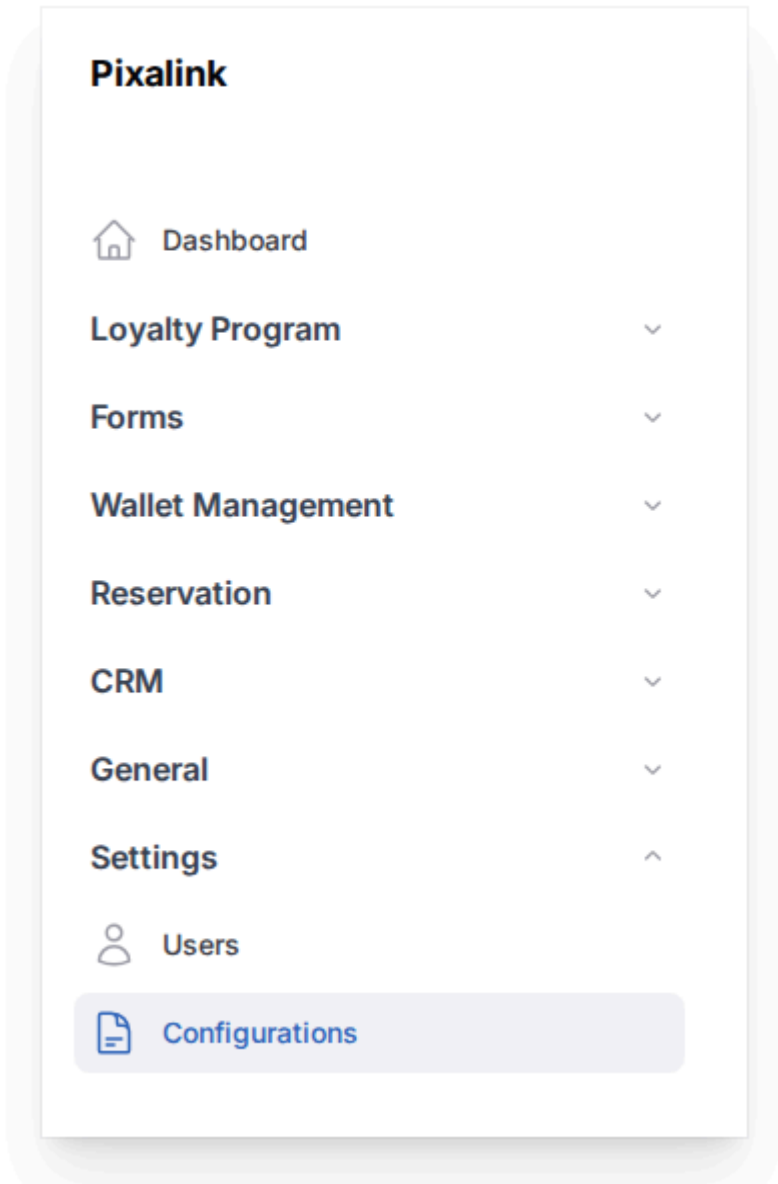 Pixalink
Dashboard
Loyalty Program
Forms
Wallet Management
Reservation
CRM
General
Settings
Users
Configurations